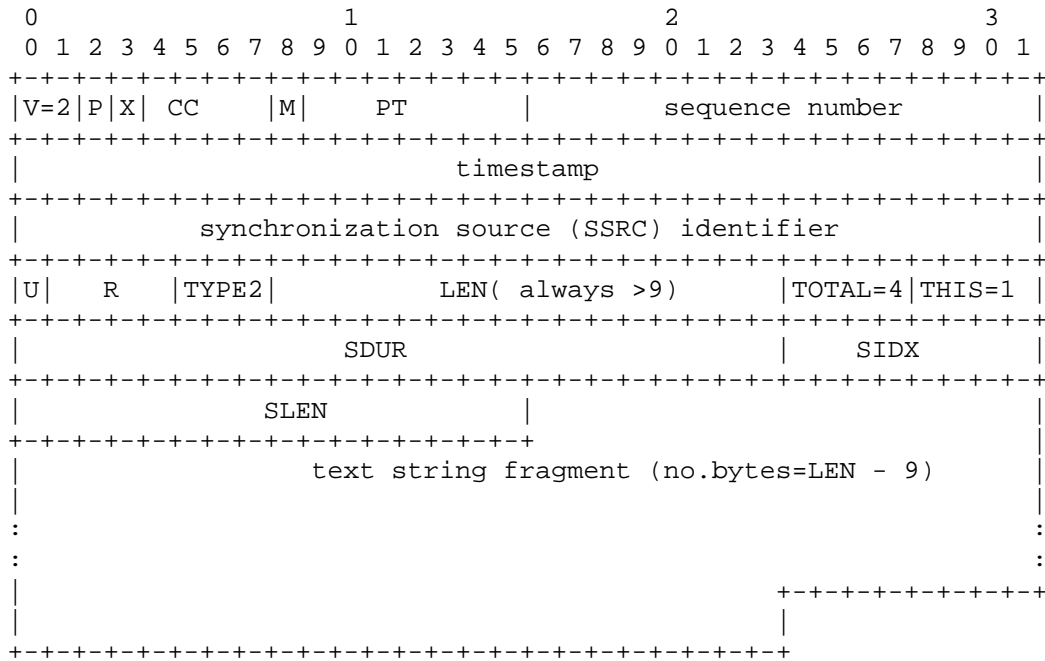 0                   1                   2                   3
 0 1 2 3 4 5 6 7 8 9 0 1 2 3 4 5 6 7 8 9 0 1 2 3 4 5 6 7 8 9 0 1
+-+-+-+-+-+-+-+-+-+-+-+-+-+-+-+-+-+-+-+-+-+-+-+-+-+-+-+-+-+-+-+-+
|V=2|P|X| CC    |M|    PT       |        sequence number        |
+-+-+-+-+-+-+-+-+-+-+-+-+-+-+-+-+-+-+-+-+-+-+-+-+-+-+-+-+-+-+-+-+
|                           timestamp                           |
+-+-+-+-+-+-+-+-+-+-+-+-+-+-+-+-+-+-+-+-+-+-+-+-+-+-+-+-+-+-+-+-+
|           synchronization source (SSRC) identifier            |
+-+-+-+-+-+-+-+-+-+-+-+-+-+-+-+-+-+-+-+-+-+-+-+-+-+-+-+-+-+-+-+-+
|U|   R   |TYPE2|          LEN( always >9)      |TOTAL=4|THIS=1 |
+-+-+-+-+-+-+-+-+-+-+-+-+-+-+-+-+-+-+-+-+-+-+-+-+-+-+-+-+-+-+-+-+
|                    SDUR                       |    SIDX       |
+-+-+-+-+-+-+-+-+-+-+-+-+-+-+-+-+-+-+-+-+-+-+-+-+-+-+-+-+-+-+-+-+
|               SLEN            |                               |
+-+-+-+-+-+-+-+-+-+-+-+-+-+-+-+-+                               |
|                  text string fragment (no.bytes=LEN - 9)      |
|                                                               |
:                                                               :
:                                                               :
|                                               +-+-+-+-+-+-+-+-+
|                                               |
+-+-+-+-+-+-+-+-+-+-+-+-+-+-+-+-+-+-+-+-+-+-+-+-+